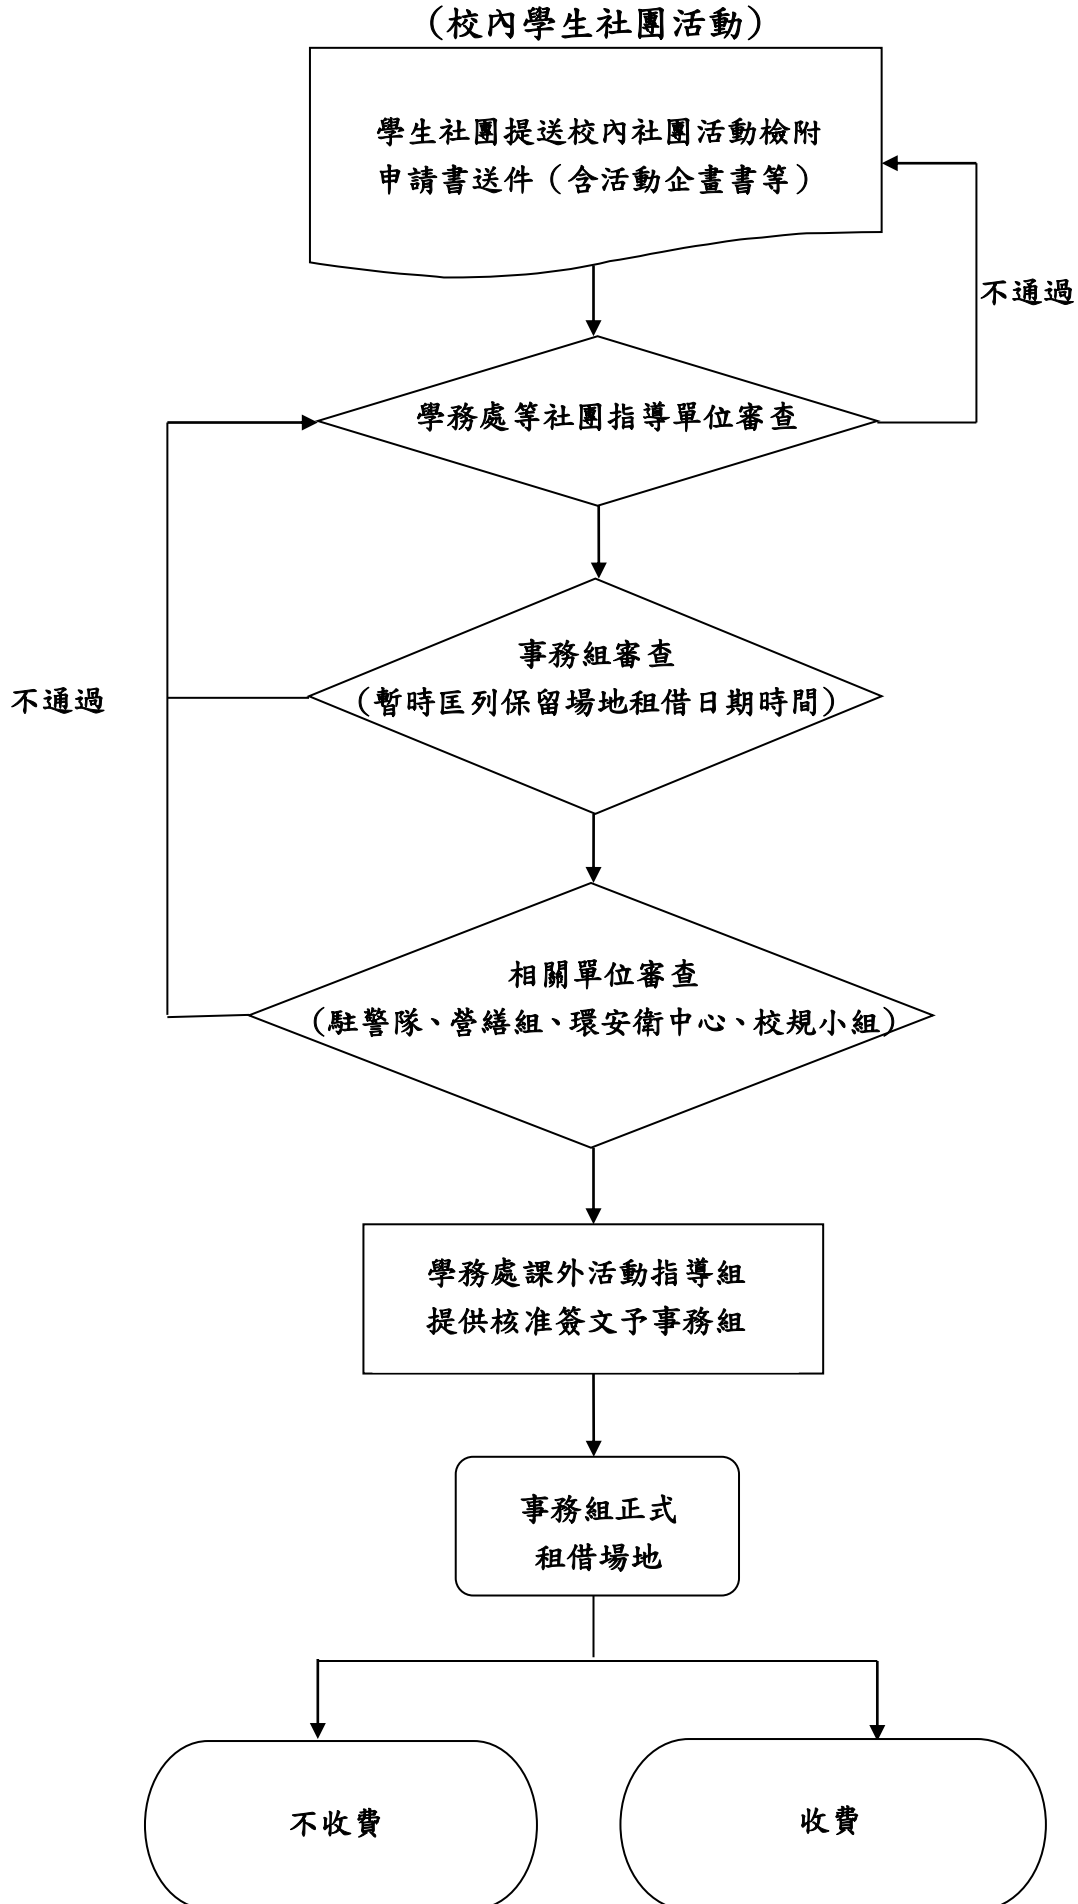 （校內學生社團活動）
學生社團提送校內社團活動檢附
申請書送件（含活動企畫書等）
不通過
學務處等社團指導單位審查
事務組審查
（暫時匡列保留場地租借日期時間）
不通過
相關單位審查
（駐警隊、營繕組、環安衛中心、校規小組）
學務處課外活動指導組
提供核准簽文予事務組
事務組正式
租借場地
不收費
收費